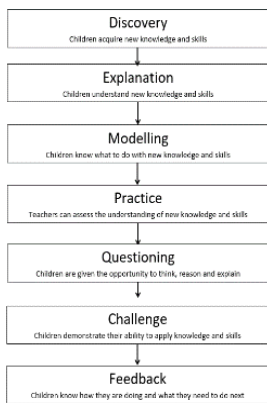 Discovery
Children acquire new knowledge and skills
Explanation
Children understand new knowledge and skills
Modelling
Children know what to do with new knowledge and skills
Practice
Teachers can assess the understanding of new knowledge and skills
Questioning
Children are given the opportunity to think, reason and explain
Challenge
Children demonstrate their ability to apply knowledge and skills
Feedback
Children know how they are doing and what they need to do next